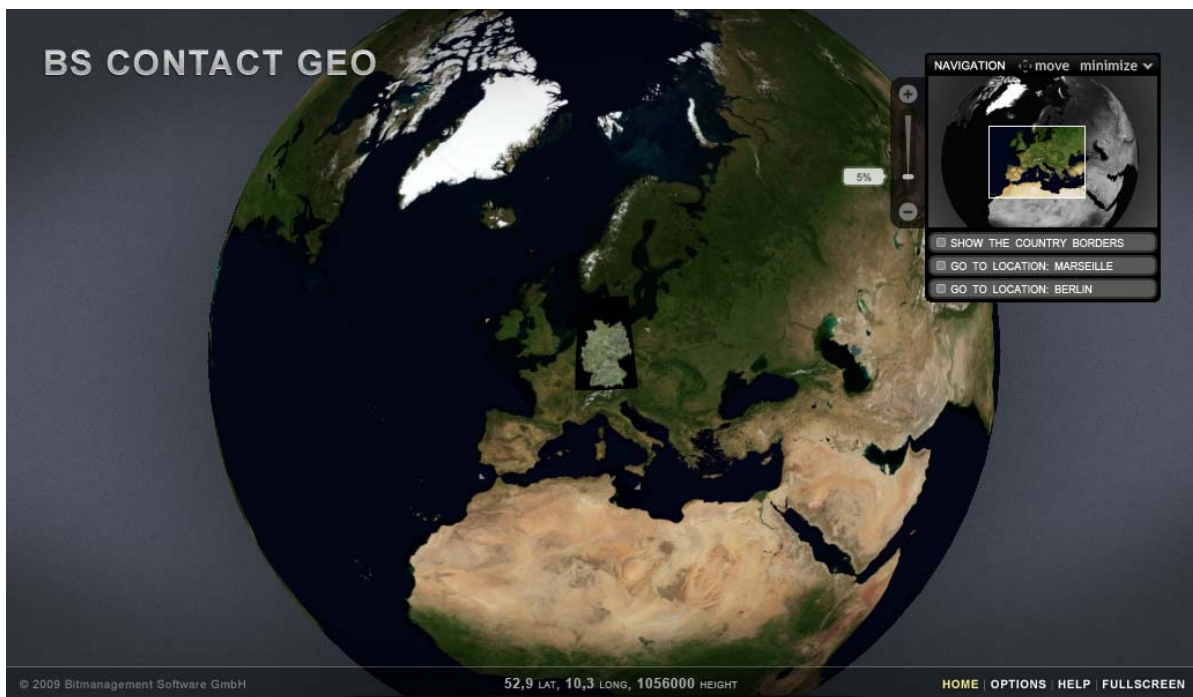 BS CONTACT GEO
NAVIGATION move minimize
5%
SHOW THE COUNTRY BORDERS
GO TO LOCATION: MARSEILLE
GO TO LOCATION: BERLIN
© 2009 Bitmanagement Software GmbH
52,9 LAT, 10,3 LONG, 1056000 HEIGHT
HOME | OPTIONS | HELP | FULLSCREEN